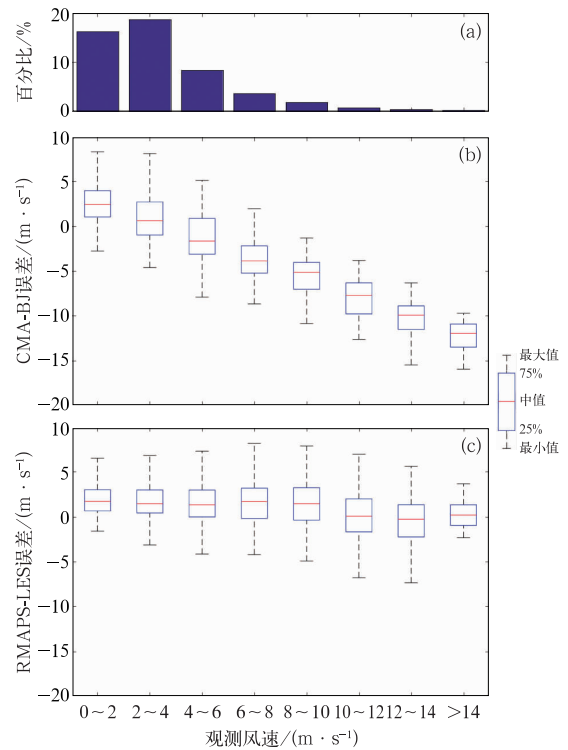 20
10
0
百分比/%
(a)
10
5
0
−5
−10
−15
−20
CMA-BJ误差/(m·s⁻¹)
(b)
最大值
75%
中值
25%
最小值
10
5
0
−5
−10
−15
−20
RMAPS-LES误差/(m·s⁻¹)
(c)
0~2 2~4 4~6 6~8 8~10 10~12 12~14 >14
观测风速/(m·s⁻¹)